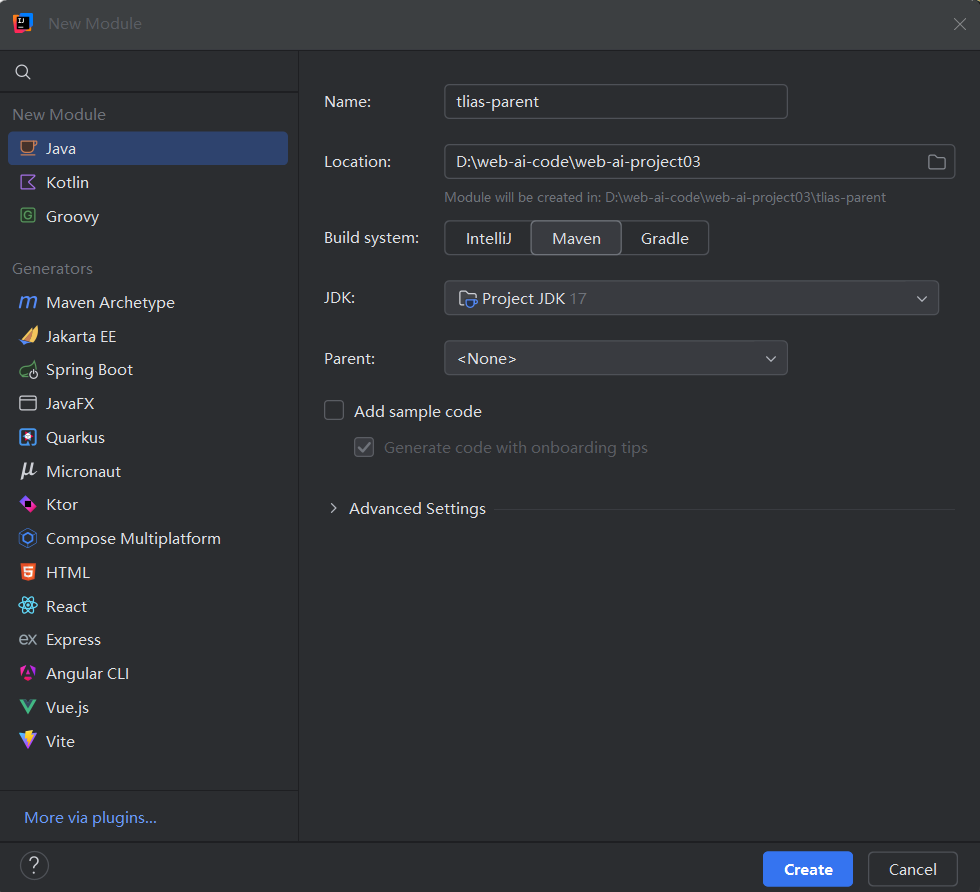 New Module
New Module
Java
Kotlin
Groovy
Generators
Maven Archetype
Jakarta EE
Spring Boot
JavaFX
Quarkus
Micronaut
Ktor
Compose Multiplatform
HTML
React
Express
Angular CLI
Vue.js
Vite
More via plugins...
Name: tlias-parent
Location: D:\web-ai-code\web-ai-project03
Module will be created in: D:\web-ai-code\web-ai-project03\tlias-parent
Build system: IntelliJ Maven Gradle
JDK: Project JDK 17
Parent: <None>
Add sample code
Generate code with onboarding tips
Advanced Settings
? Create Cancel